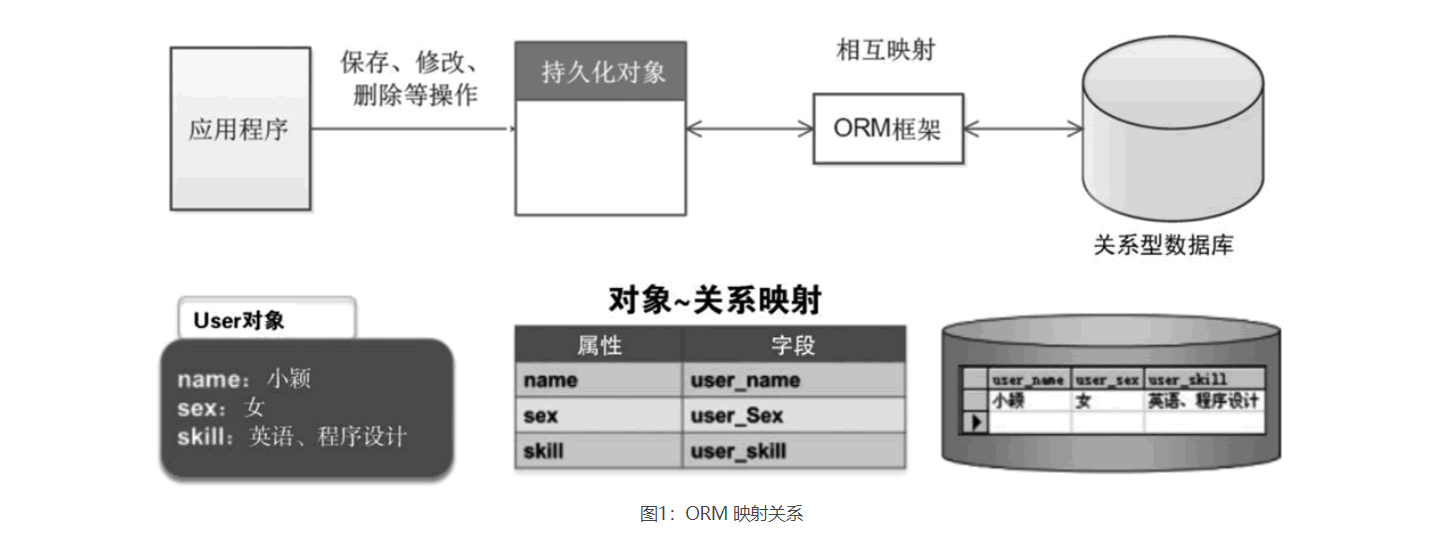 保存、修改、
删除等操作
应用程序
持久化对象
相互映射
ORM框架
关系型数据库
User对象
name：小颖
sex：女
skill：英语、程序设计
对象~关系映射
属性 字段
name user_name
sex user_Sex
skill user_skill
user_name user_sex user_skill
小颖 女 英语、程序设计
图1：ORM 映射关系